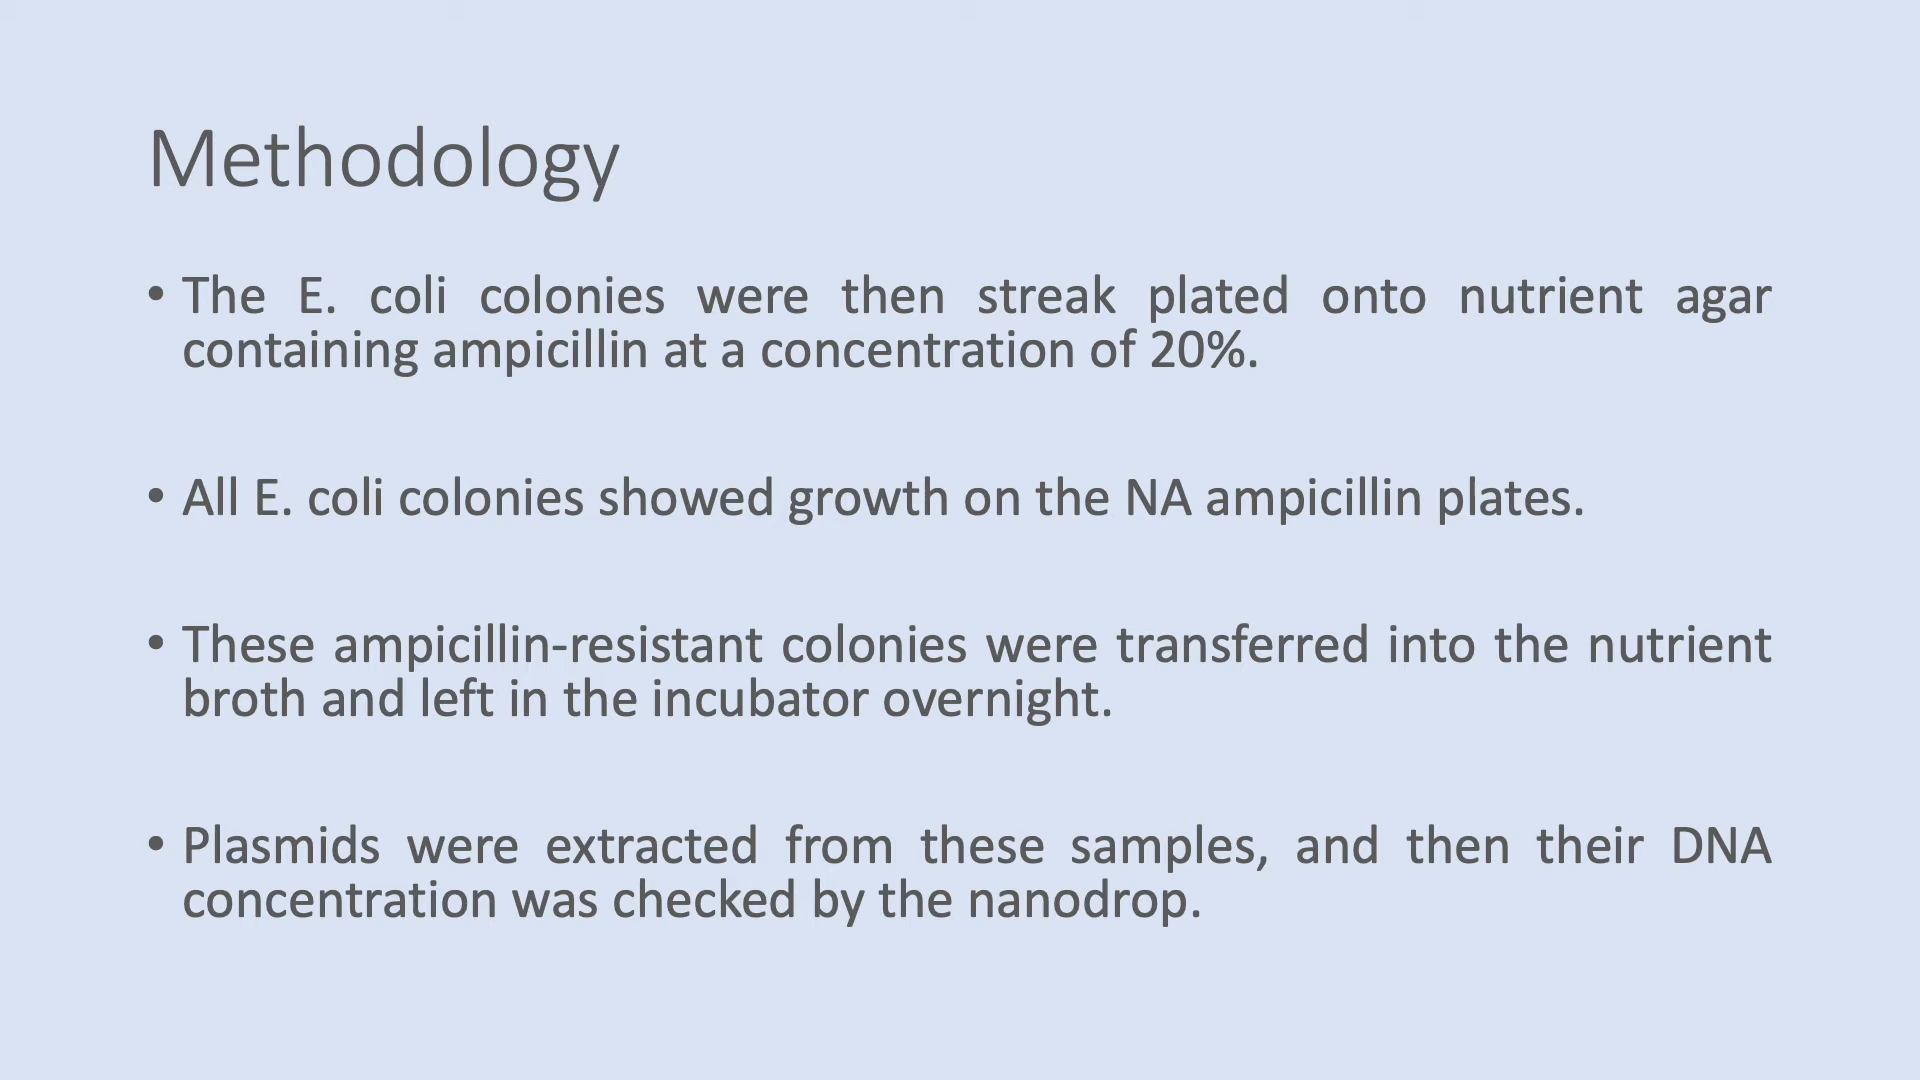 Methodology
• The E. coli colonies were then streak plated onto nutrient agar
containing ampicillin at a concentration of 20%.
• All E. coli colonies showed growth on the NA ampicillin plates.
• These ampicillin-resistant colonies were transferred into the nutrient
broth and left in the incubator overnight.
• Plasmids were extracted from these samples, and then their DNA
concentration was checked by the nanodrop.